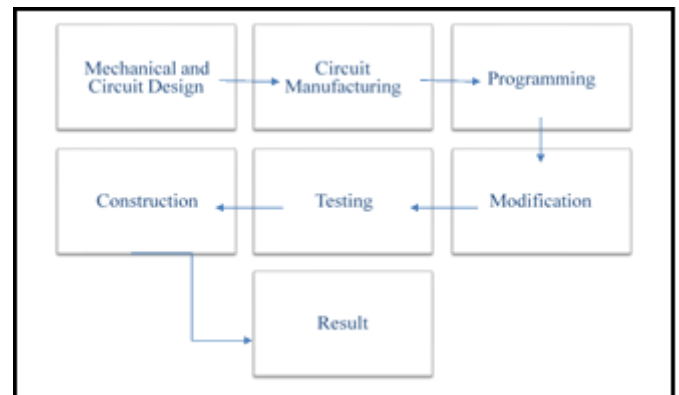 Mechanical and
Circuit Design
Circuit
Manufacturing
Programming
Construction
Testing
Modification
Result